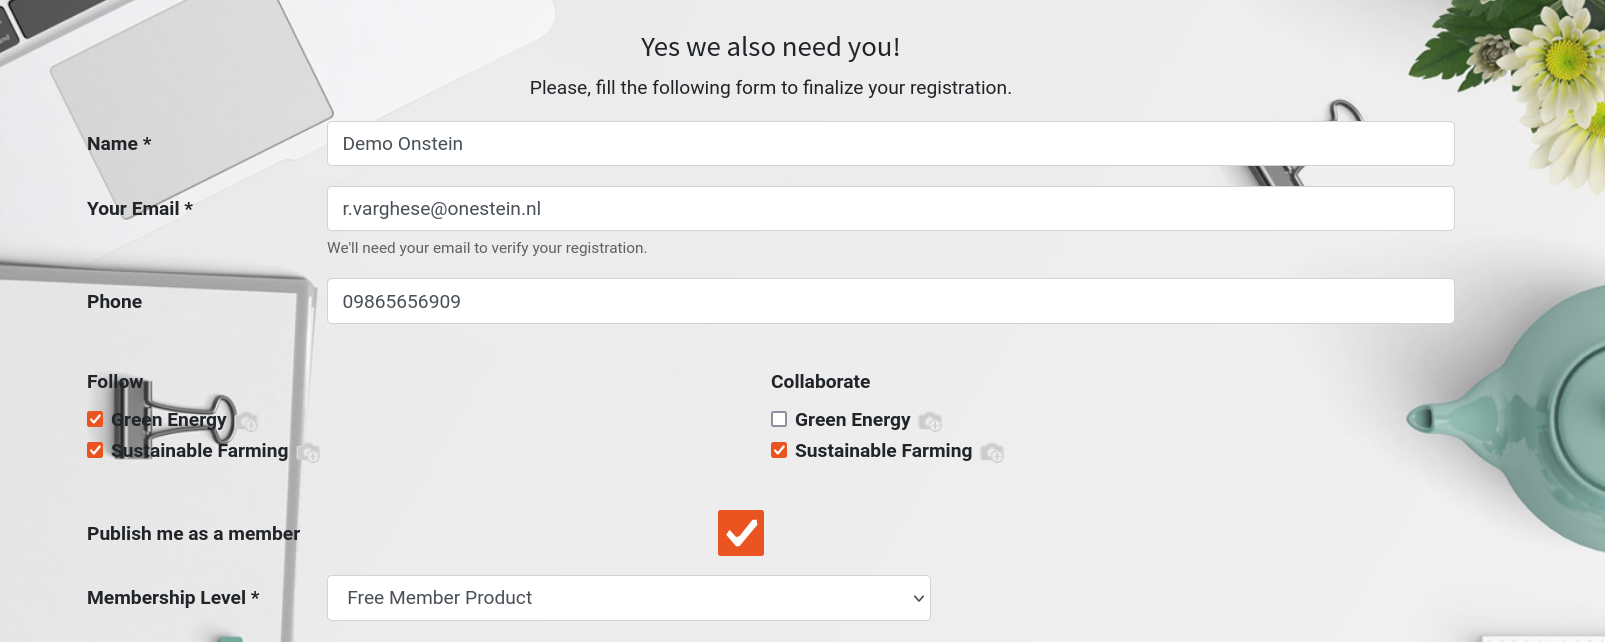 Yes we also need you!
Please, fill the following form to finalize your registration.
Name * Demo Onstein
Your Email * r.varghese@onestein.nl
We'll need your email to verify your registration.
Phone 09865656909
Follow Collaborate
Green Energy Green Energy
Sustainable Farming Sustainable Farming
Publish me as a member
Membership Level * Free Member Product